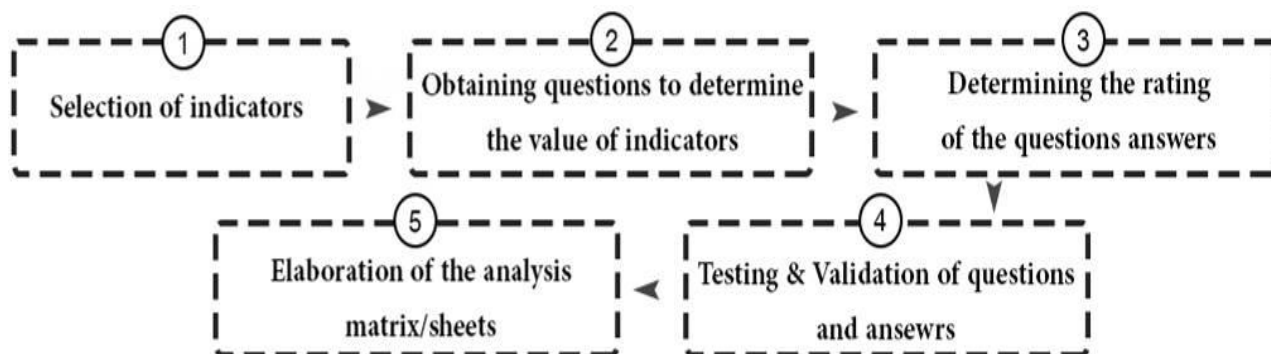 1
Selection of indicators
2
Obtaining questions to determine
the value of indicators
3
Determining the rating
of the questions answers
4
Testing & Validation of questions
and ansewrs
5
Elaboration of the analysis
matrix/sheets